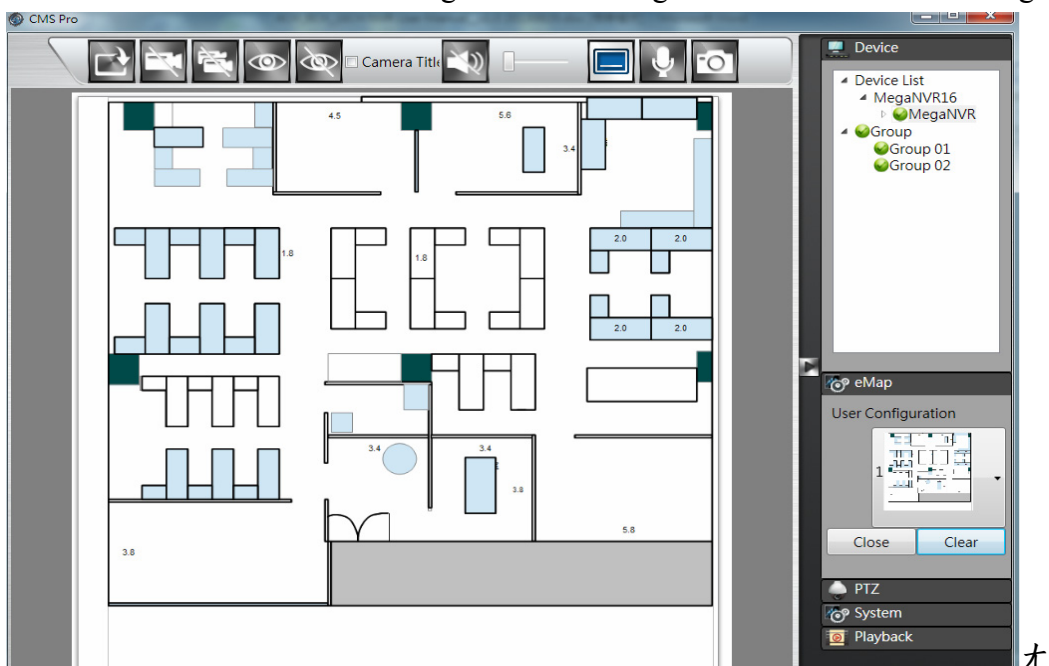 CMS Pro
Camera Title
Device
Device List
MegaNVR16
MegaNVR
Group
Group 01
Group 02
4.5
5.6
3.4
1.8
1.8
2.0
2.0
2.0
2.0
3.4
3.4
3.8
5.8
3.8
eMap
User Configuration
1
Close
Clear
PTZ
System
Playback